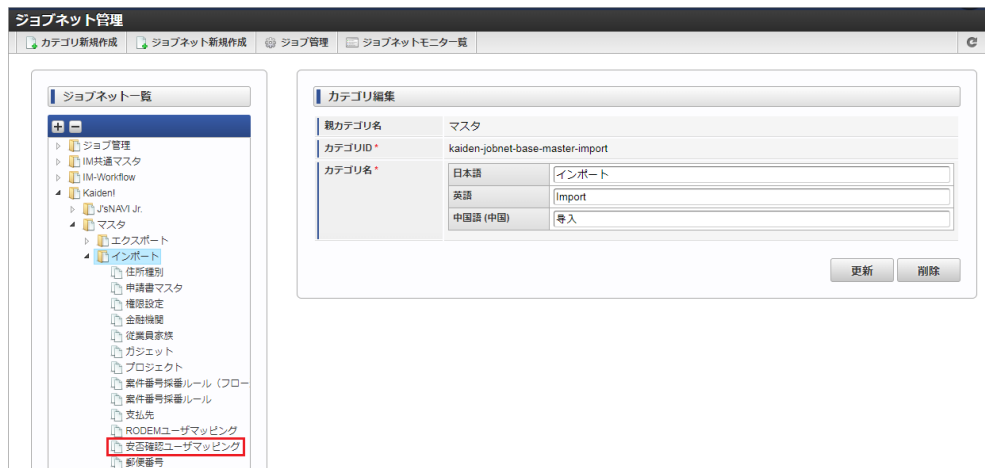 ジョブネット管理
カテゴリ新規作成 ジョブネット新規作成 ジョブ管理 ジョブネットモニター覧
ジョブネット一覧
ジョブ管理
IM共通マスタ
IM-Workflow
Kaiden!
J'sNAVI Jr.
マスタ
エクスポート
インポート
住所種別
申請書マスタ
権限設定
金融機関
従業員家族
ガジェット
プロジェクト
案件番号採番ルール（フロー
案件番号採番ルール
支払先
RODEMユーザマッピング
安否確認ユーザマッピング
郵便番号
カテゴリ編集
親カテゴリ名 マスタ
カテゴリID * kaiden-jobnet-base-master-import
カテゴリ名 * 日本語 インポート
英語 Import
中国語 (中国) 导入
更新 削除